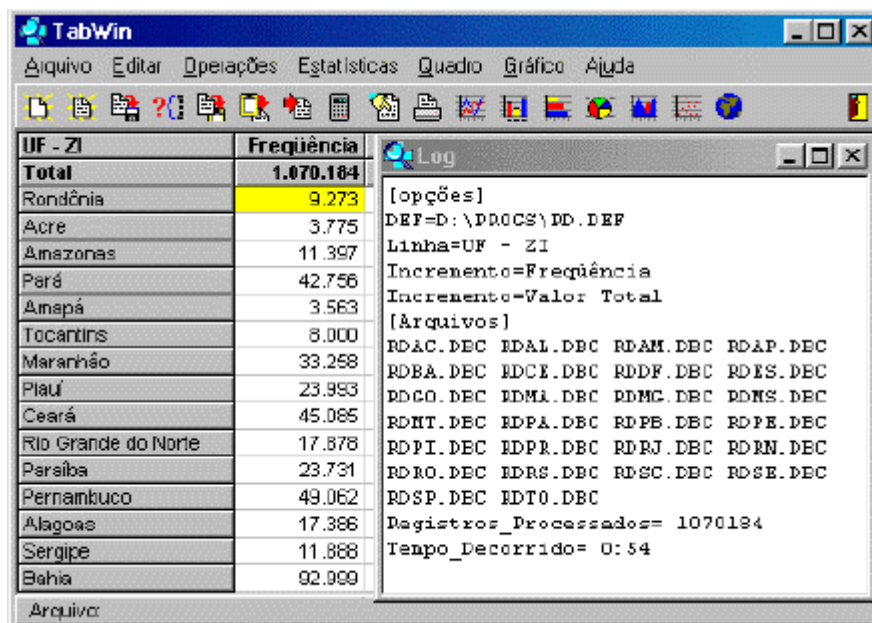 TabWin
Arquivo Editar Operações Estatísticas Quadro Gráfico Ajuda
UF - ZI Freqüência
Total 1.070.184
Rondônia 9.273
Acre 3.775
Amazonas 11.397
Pará 42.756
Amapá 3.563
Tocantins 8.000
Maranhão 33.258
Piauí 23.993
Ceará 45.085
Rio Grande do Norte 17.878
Paraíba 23.731
Pernambuco 49.062
Alagoas 17.386
Sergipe 11.888
Bahia 92.999
Arquivo:
Log
[opções]
DEF=D:\PROCS\RD.DEF
Linha=UF - ZI
Incremento=Freqüência
Incremento=Valor Total
[Arquivos]
RDAC.DBC RDAL.DBC RDAM.DBC RDAP.DBC
RDBA.DBC RDCE.DBC RDDF.DBC RDES.DBC
RDGO.DBC RDMA.DBC RDMG.DBC RDMS.DBC
RDMT.DBC RDPA.DBC RDPB.DBC RDPE.DBC
RDPI.DBC RDPR.DBC RDRJ.DBC RDRN.DBC
RDRO.DBC RDRS.DBC RDSC.DBC RDSE.DBC
RDSP.DBC RDTO.DBC
Registros_Processados= 1070184
Tempo_Decorrido= 0:54